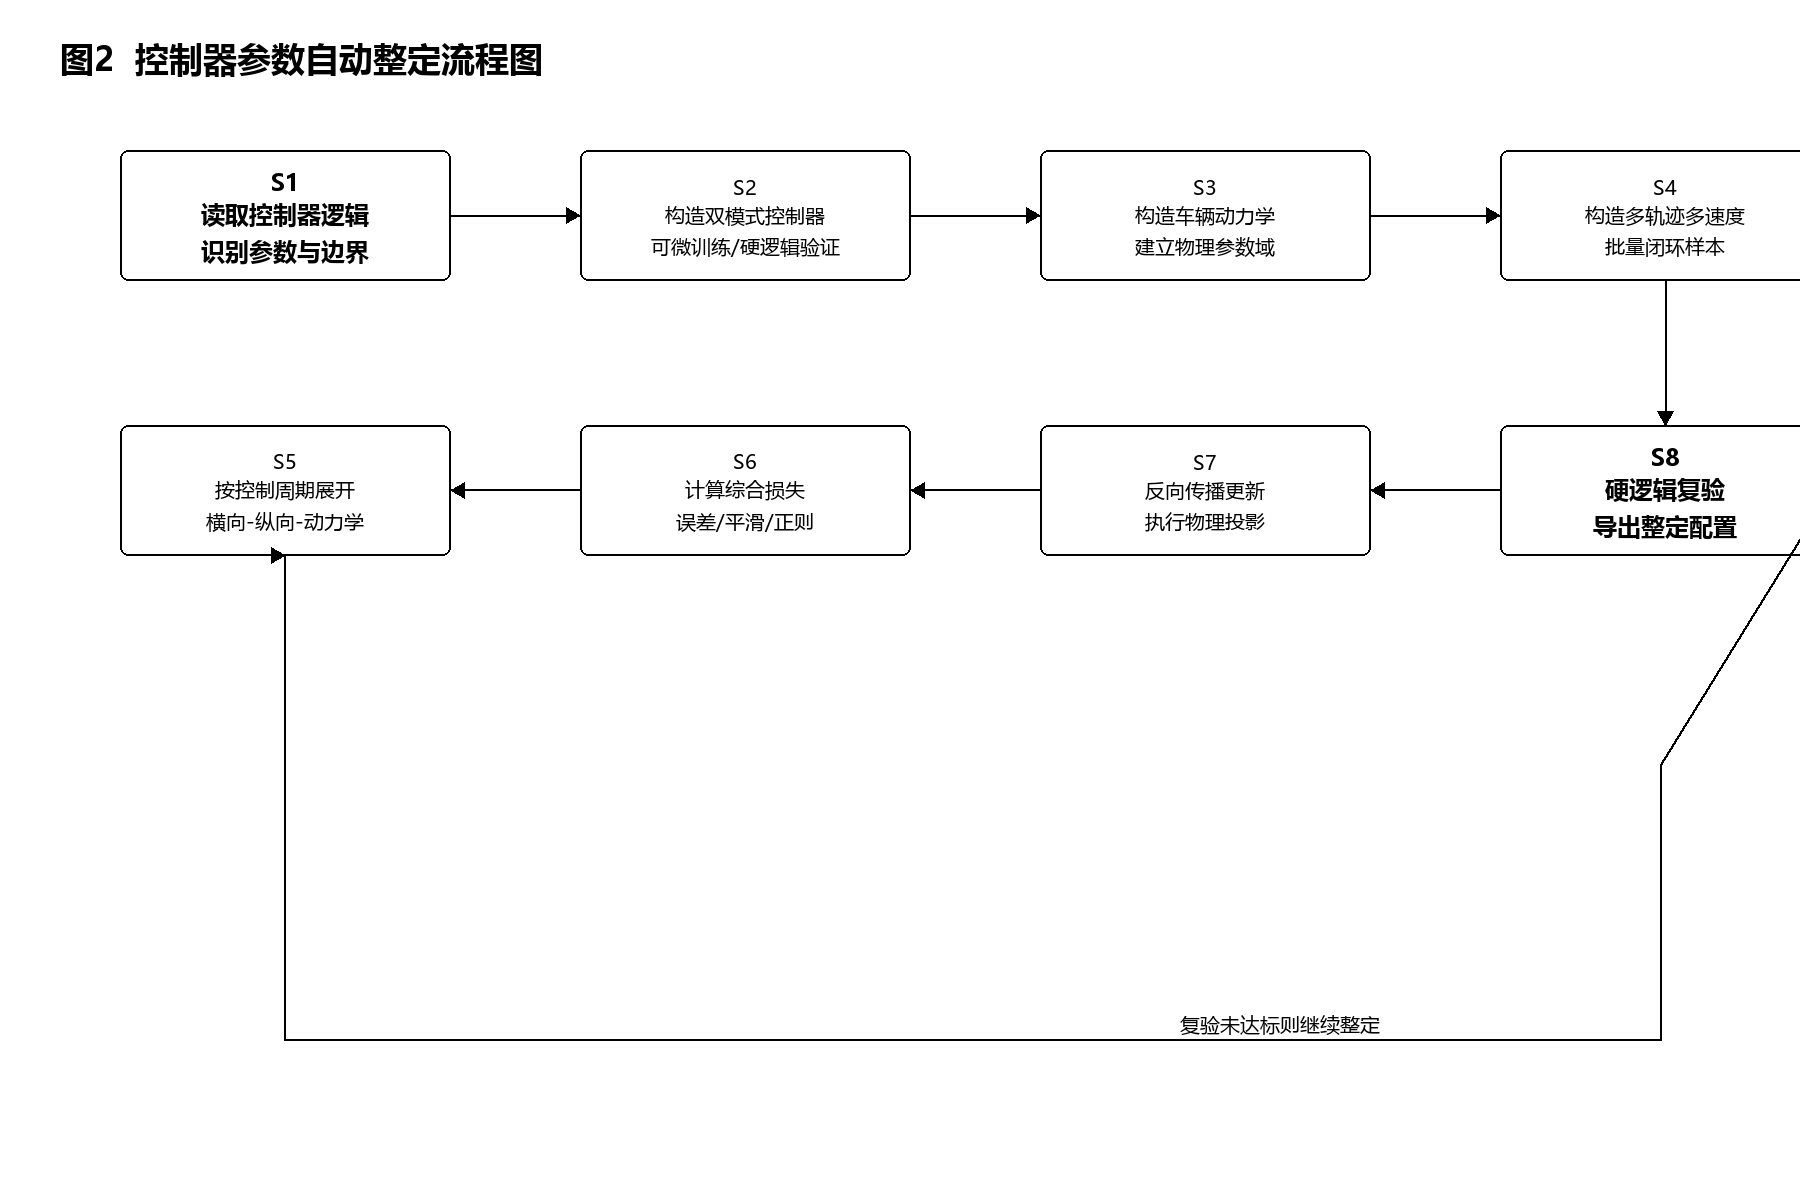 图2 控制器参数自动整定流程图
S1
读取控制器逻辑
识别参数与边界
S2
构造双模式控制器
可微训练/硬逻辑验证
S3
构造车辆动力学
建立物理参数域
S4
构造多轨迹多速度
批量闭环样本
S5
按控制周期展开
横向-纵向-动力学
S6
计算综合损失
误差/平滑/正则
S7
反向传播更新
执行物理投影
S8
硬逻辑复验
导出整定配置
复验未达标则继续整定